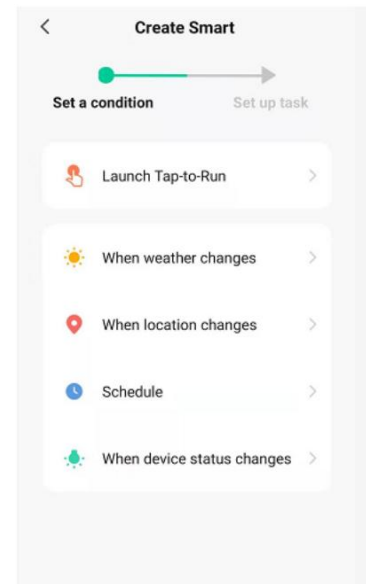 Create Smart
Set a condition
Set up task
Launch Tap-to-Run
When weather changes
When location changes
Schedule
When device status changes